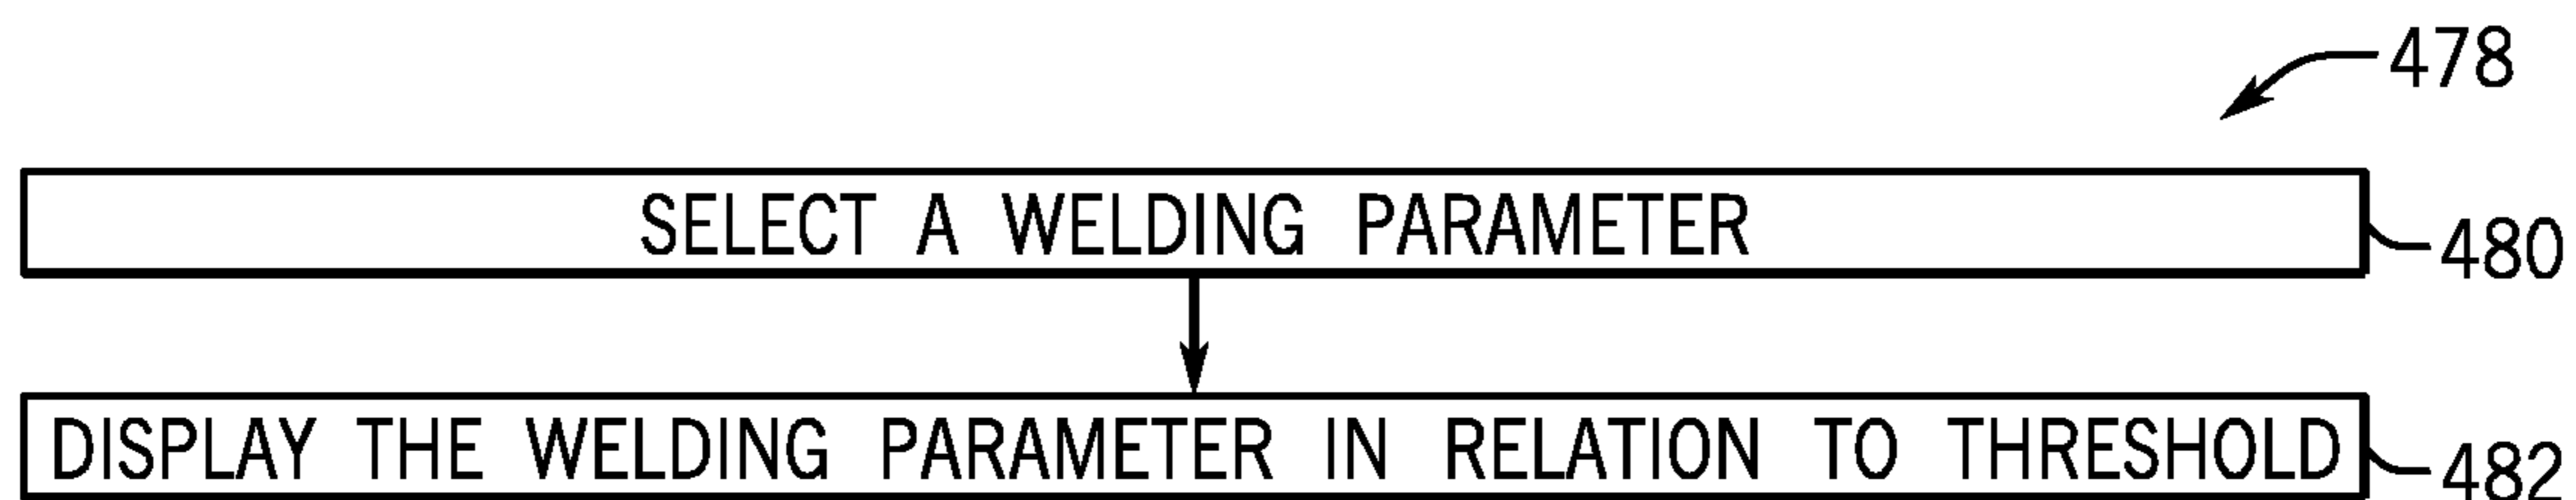 478
SELECT A WELDING PARAMETER
480
DISPLAY THE WELDING PARAMETER IN RELATION TO THRESHOLD
482